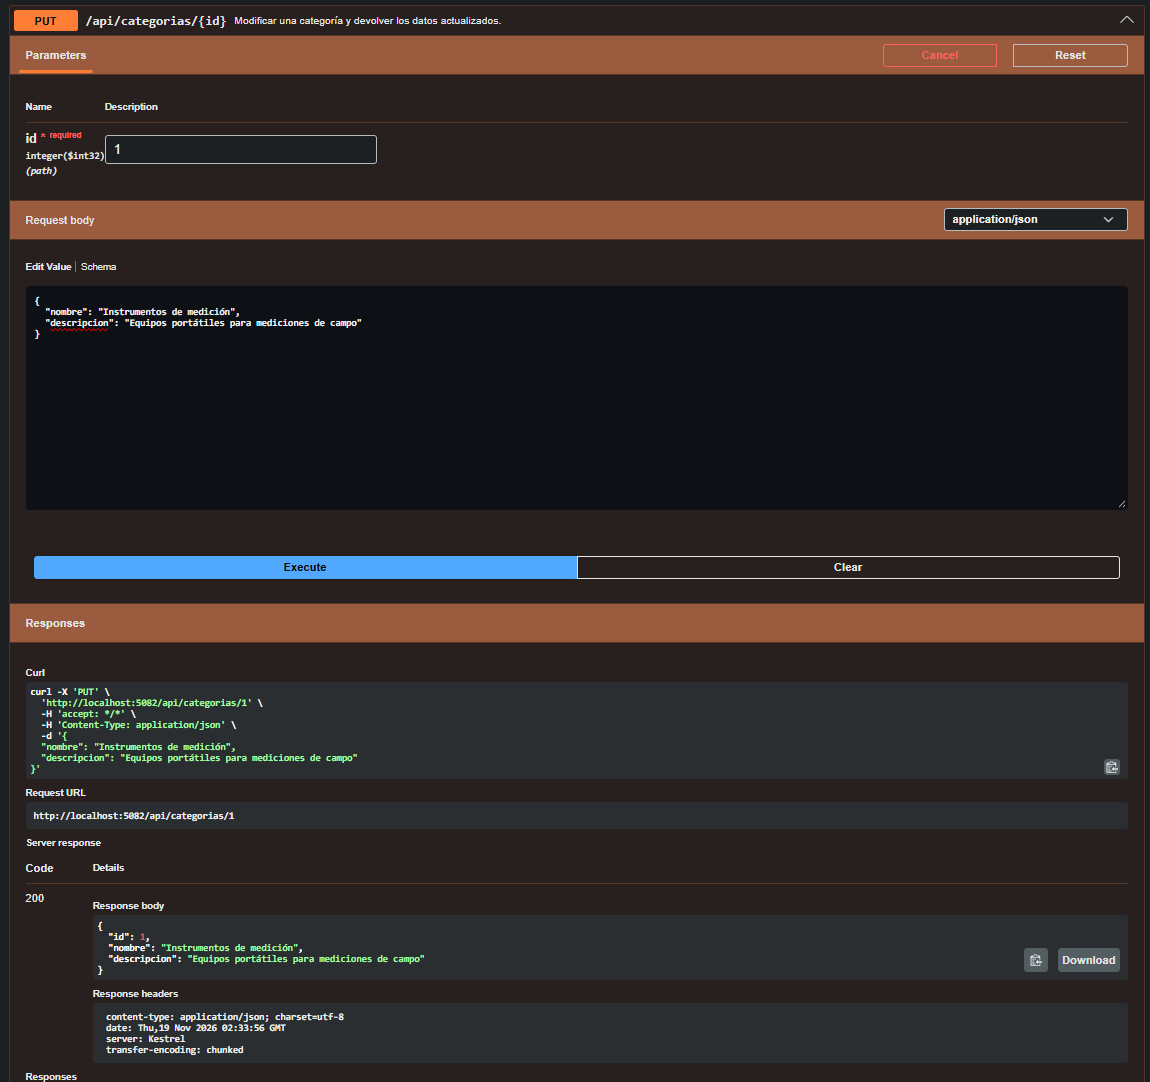 PUT /api/categorias/{id} Modificar una categoría y devolver los datos actualizados.
Parameters Cancel Reset
Name Description
id * required
integer($int32)
(path)
1
Request body application/json
Edit Value | Schema
{
  "nombre": "Instrumentos de medición",
  "descripcion": "Equipos portátiles para mediciones de campo"
}
Execute Clear
Responses
Curl
curl -X 'PUT' \
  'http://localhost:5082/api/categorias/1' \
  -H 'accept: */*' \
  -H 'Content-Type: application/json' \
  -d '{
  "nombre": "Instrumentos de medición",
  "descripcion": "Equipos portátiles para mediciones de campo"
}'
Request URL
http://localhost:5082/api/categorias/1
Server response
Code Details
200
Response body
{
  "id": 1,
  "nombre": "Instrumentos de medición",
  "descripcion": "Equipos portátiles para mediciones de campo"
}
Download
Response headers
content-type: application/json; charset=utf-8
date: Thu,19 Nov 2026 02:33:56 GMT
server: Kestrel
transfer-encoding: chunked
Responses